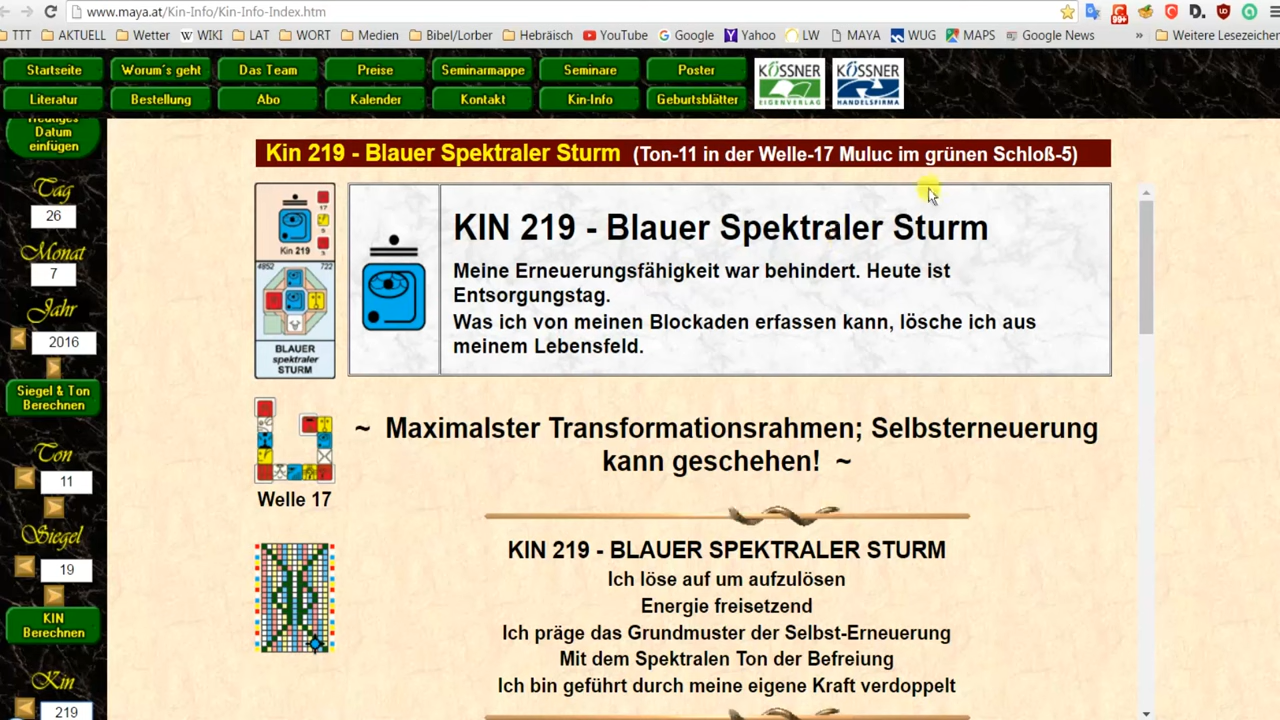 www.maya.at/Kin-Info/Kin-Info-Index.htm
99+
D.
TTT AKTUELL Wetter W WIKI LAT WORT Medien Bibel/Lorber Hebräisch YouTube Google Yahoo LW MAYA WUG MAPS Google News » Weitere Lesezeichen
Startseite Worum's geht Das Team Preise Seminarmappe Seminare Poster
Literatur Bestellung Abo Kalender Kontakt Kin-Info Geburtsblätter
KÖSSNER EIGENVERLAG
KÖSSNER HANDELSFIRMA
Heutiges
Datum
einfügen
Tag
26
Monat
7
Jahr
2016
Siegel & Ton
Berechnen
Ton
11
Siegel
19
KIN
Berechnen
Kin
219
Kin 219 - Blauer Spektraler Sturm (Ton-11 in der Welle-17 Muluc im grünen Schloß-5)
17
5
Kin 219
4852 722
BLAUER
spektraler
STURM
KIN 219 - Blauer Spektraler Sturm
Meine Erneuerungsfähigkeit war behindert. Heute ist
Entsorgungstag.
Was ich von meinen Blockaden erfassen kann, lösche ich aus
meinem Lebensfeld.
Welle 17
~ Maximalster Transformationsrahmen; Selbsterneuerung
kann geschehen! ~
KIN 219 - BLAUER SPEKTRALER STURM
Ich löse auf um aufzulösen
Energie freisetzend
Ich präge das Grundmuster der Selbst-Erneuerung
Mit dem Spektralen Ton der Befreiung
Ich bin geführt durch meine eigene Kraft verdoppelt